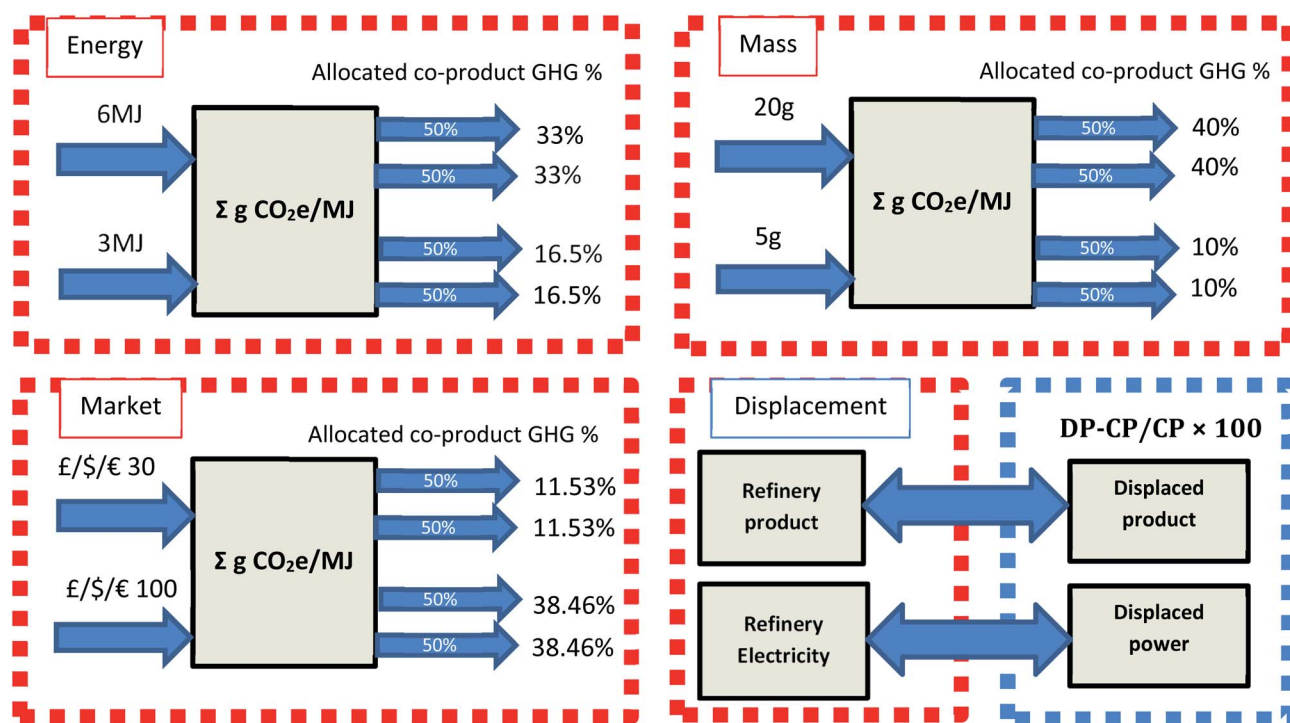 Energy
Allocated co-product GHG %
6MJ
50%
33%
50%
33%
Σ g CO₂e/MJ
3MJ
50%
16.5%
50%
16.5%
Mass
Allocated co-product GHG %
20g
50%
40%
50%
40%
Σ g CO₂e/MJ
5g
50%
10%
50%
10%
Market
Allocated co-product GHG %
£/$/€ 30
50%
11.53%
50%
11.53%
Σ g CO₂e/MJ
£/$/€ 100
50%
38.46%
50%
38.46%
Displacement
DP-CP/CP × 100
Refinery
product
Displaced
product
Refinery
Electricity
Displaced
power